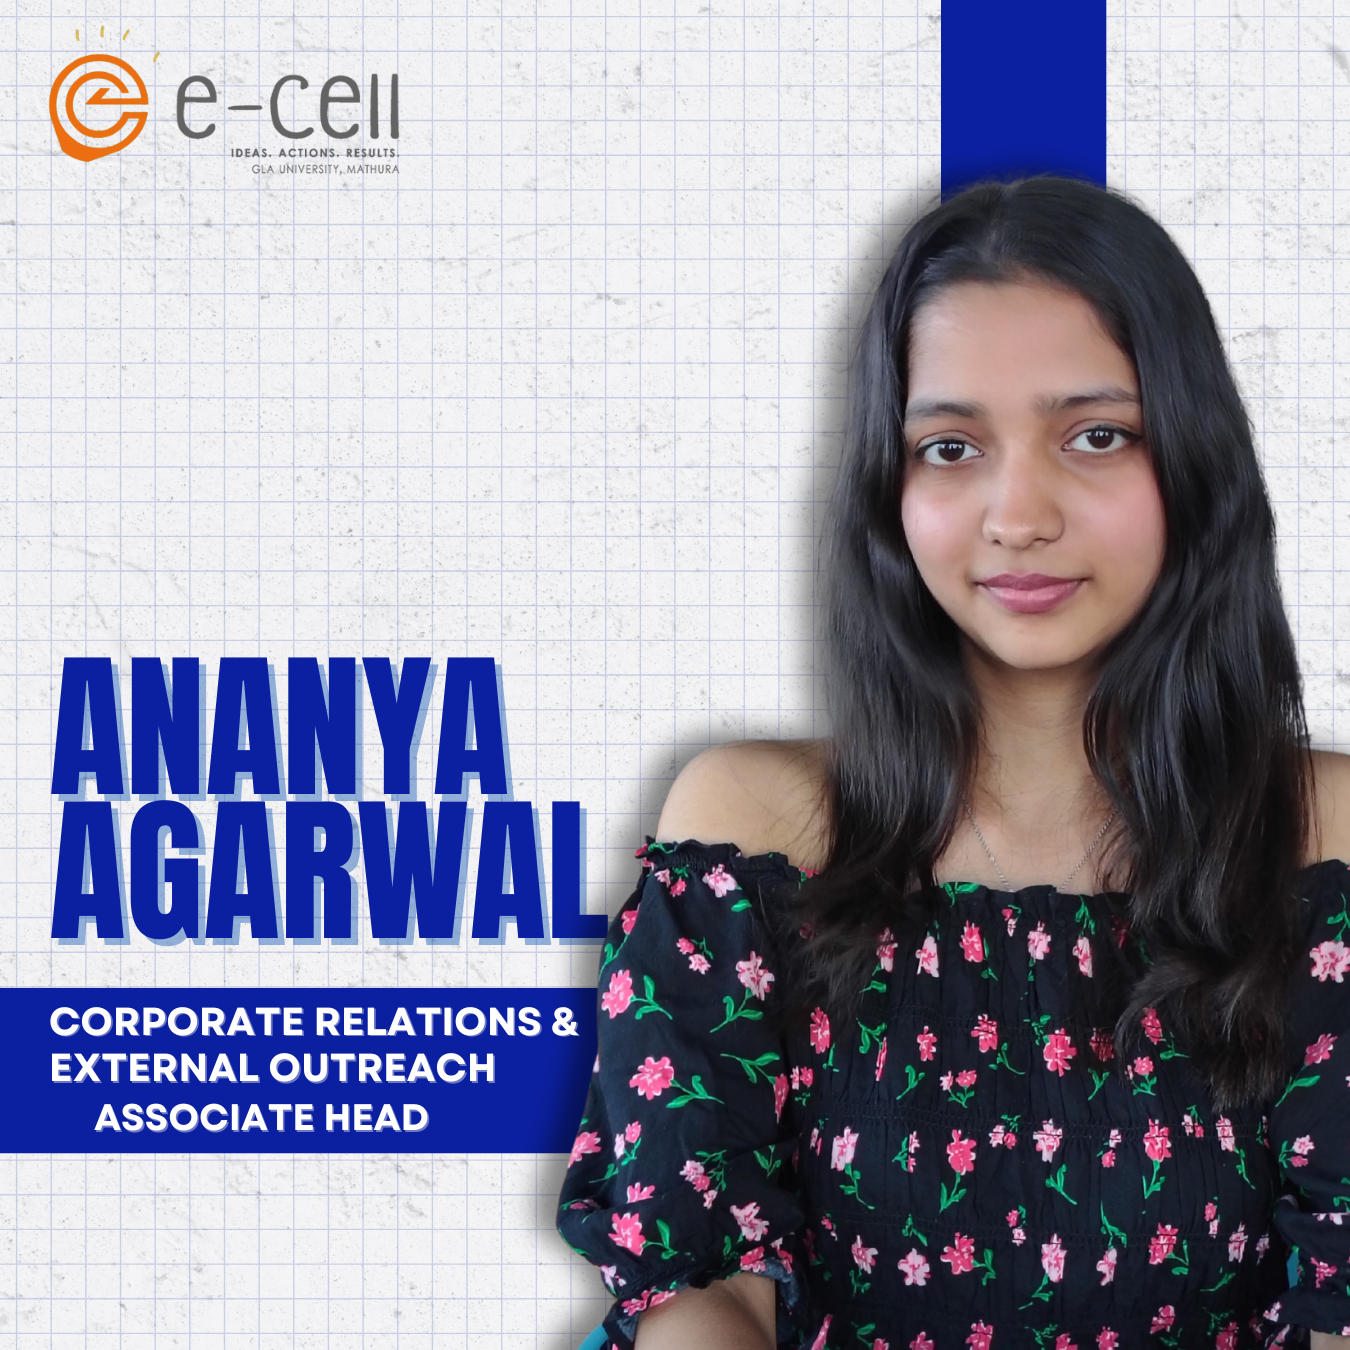 e-cell
IDEAS. ACTIONS. RESULTS.
GLA UNIVERSITY, MATHURA
ANANYA
AGARWAL
CORPORATE RELATIONS &
EXTERNAL OUTREACH
ASSOCIATE HEAD